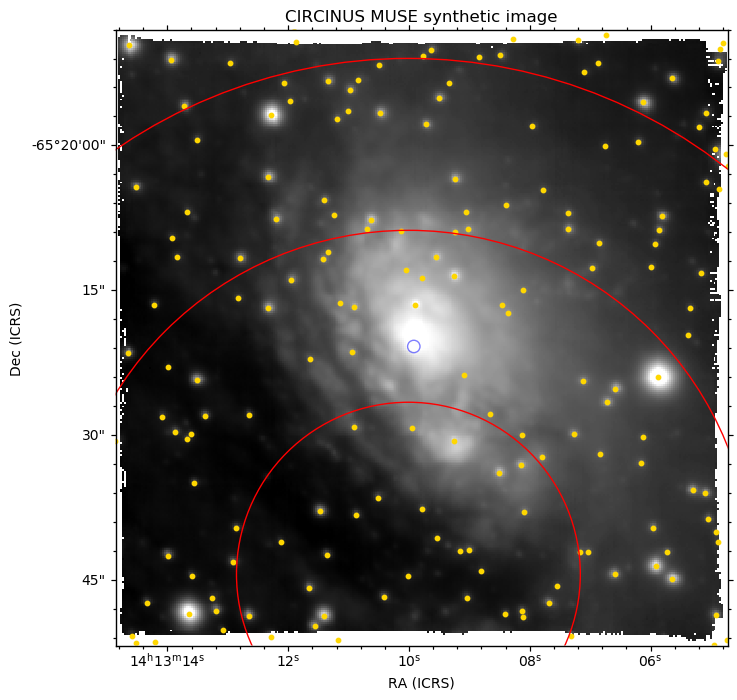 CIRCINUS MUSE synthetic image
-65°20'00"
15"
30"
45"
Dec (ICRS)
14ʰ13ᵐ14ˢ 12ˢ 10ˢ 08ˢ 06ˢ
RA (ICRS)